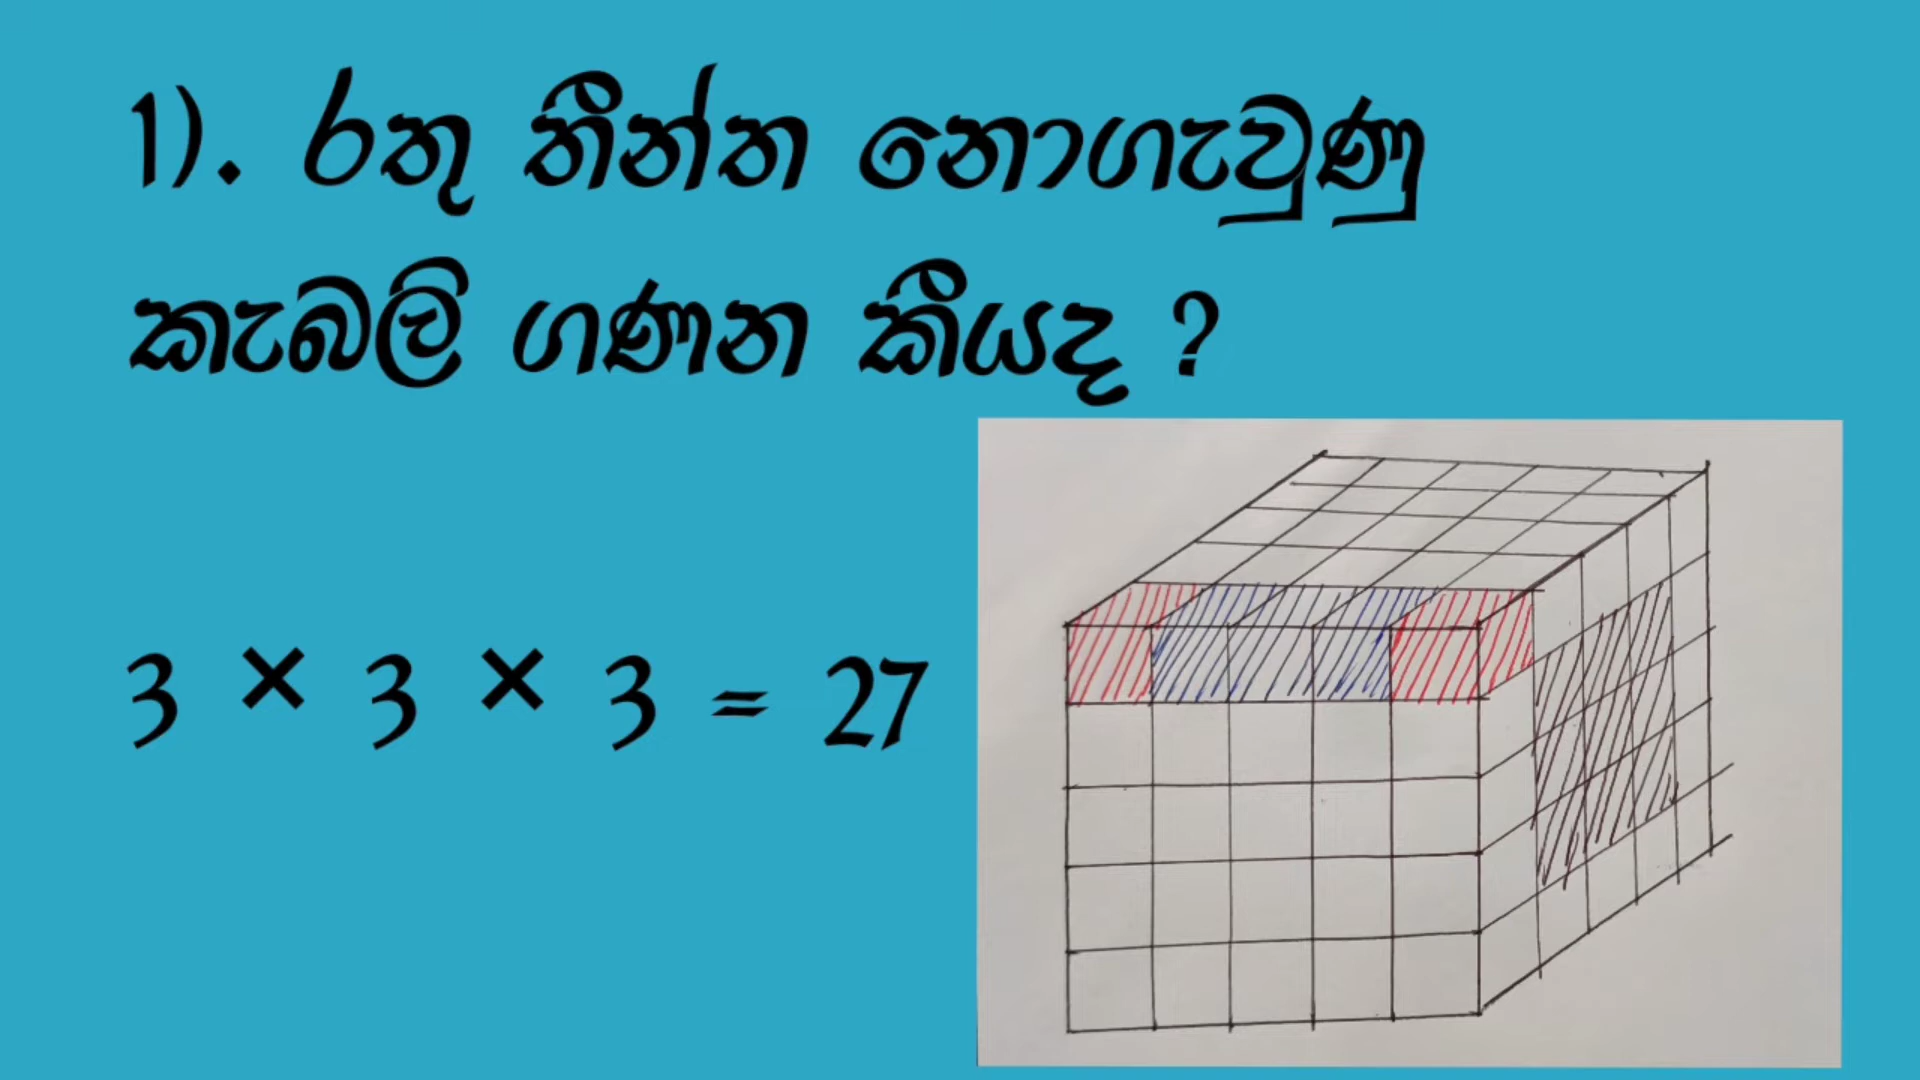 1). රතු තීන්ත නොගැවුණු
කැබලි ගණන කීයද ?
3 × 3 × 3 = 27